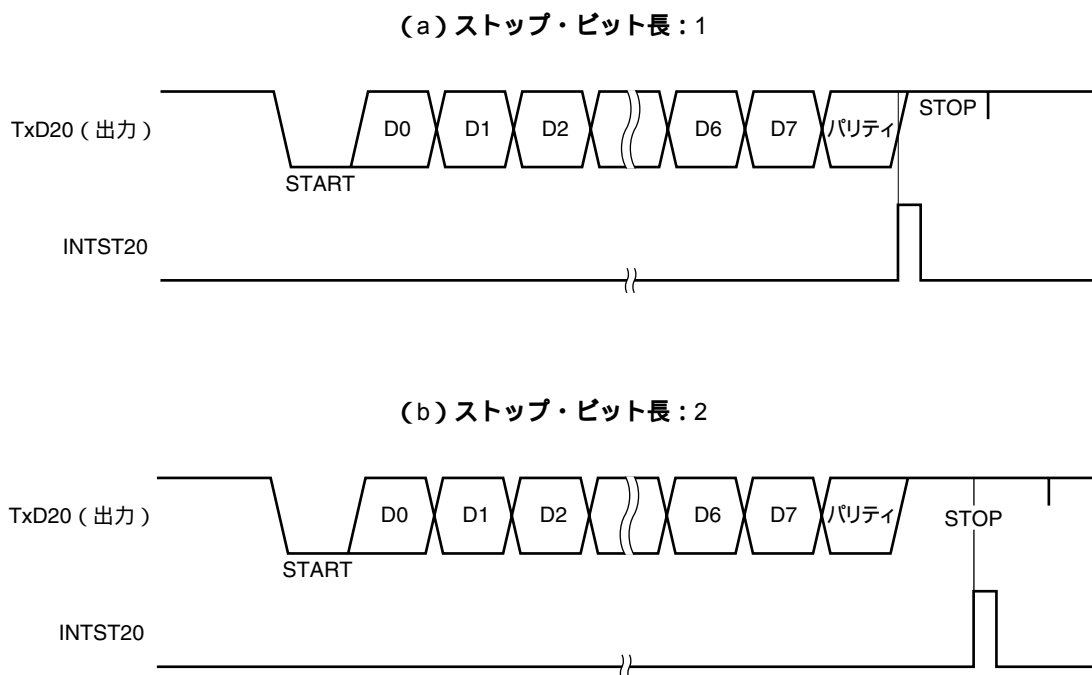 (a)ストップ・ビット長：1
TxD20（出力）
START
D0
D1
D2
D6
D7
パリティ
STOP
INTST20
(b)ストップ・ビット長：2
TxD20（出力）
START
D0
D1
D2
D6
D7
パリティ
STOP
INTST20